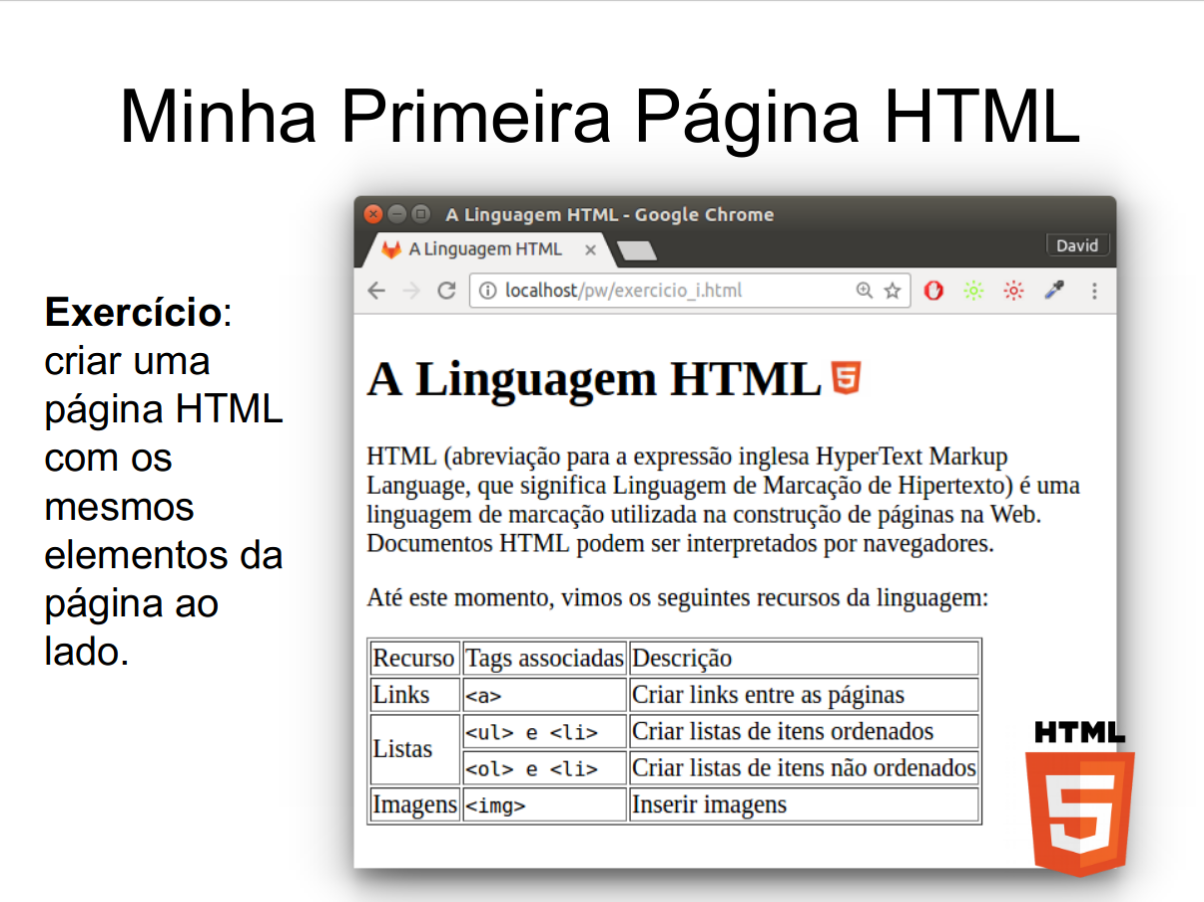 Minha Primeira Página HTML
Exercício:
criar uma
página HTML
com os
mesmos
elementos da
página ao
lado.
A Linguagem HTML - Google Chrome
A Linguagem HTML ×
David
localhost/pw/exercicio_i.html
A Linguagem HTML 5
HTML (abreviação para a expressão inglesa HyperText Markup
Language, que significa Linguagem de Marcação de Hipertexto) é uma
linguagem de marcação utilizada na construção de páginas na Web.
Documentos HTML podem ser interpretados por navegadores.
Até este momento, vimos os seguintes recursos da linguagem:
Recurso Tags associadas Descrição
Links <a> Criar links entre as páginas
Listas <ul> e <li> Criar listas de itens ordenados
<ol> e <li> Criar listas de itens não ordenados
Imagens <img> Inserir imagens
HTML
5